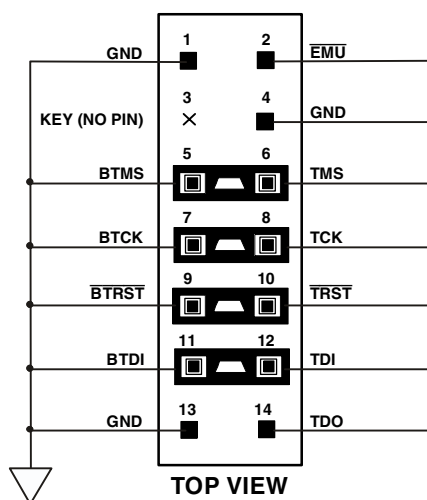 1 2
GND EMU
3 4
KEY (NO PIN) GND
5 6
BTMS TMS
7 8
BTCK TCK
9 10
BTRST TRST
11 12
BTDI TDI
13 14
GND TDO
TOP VIEW